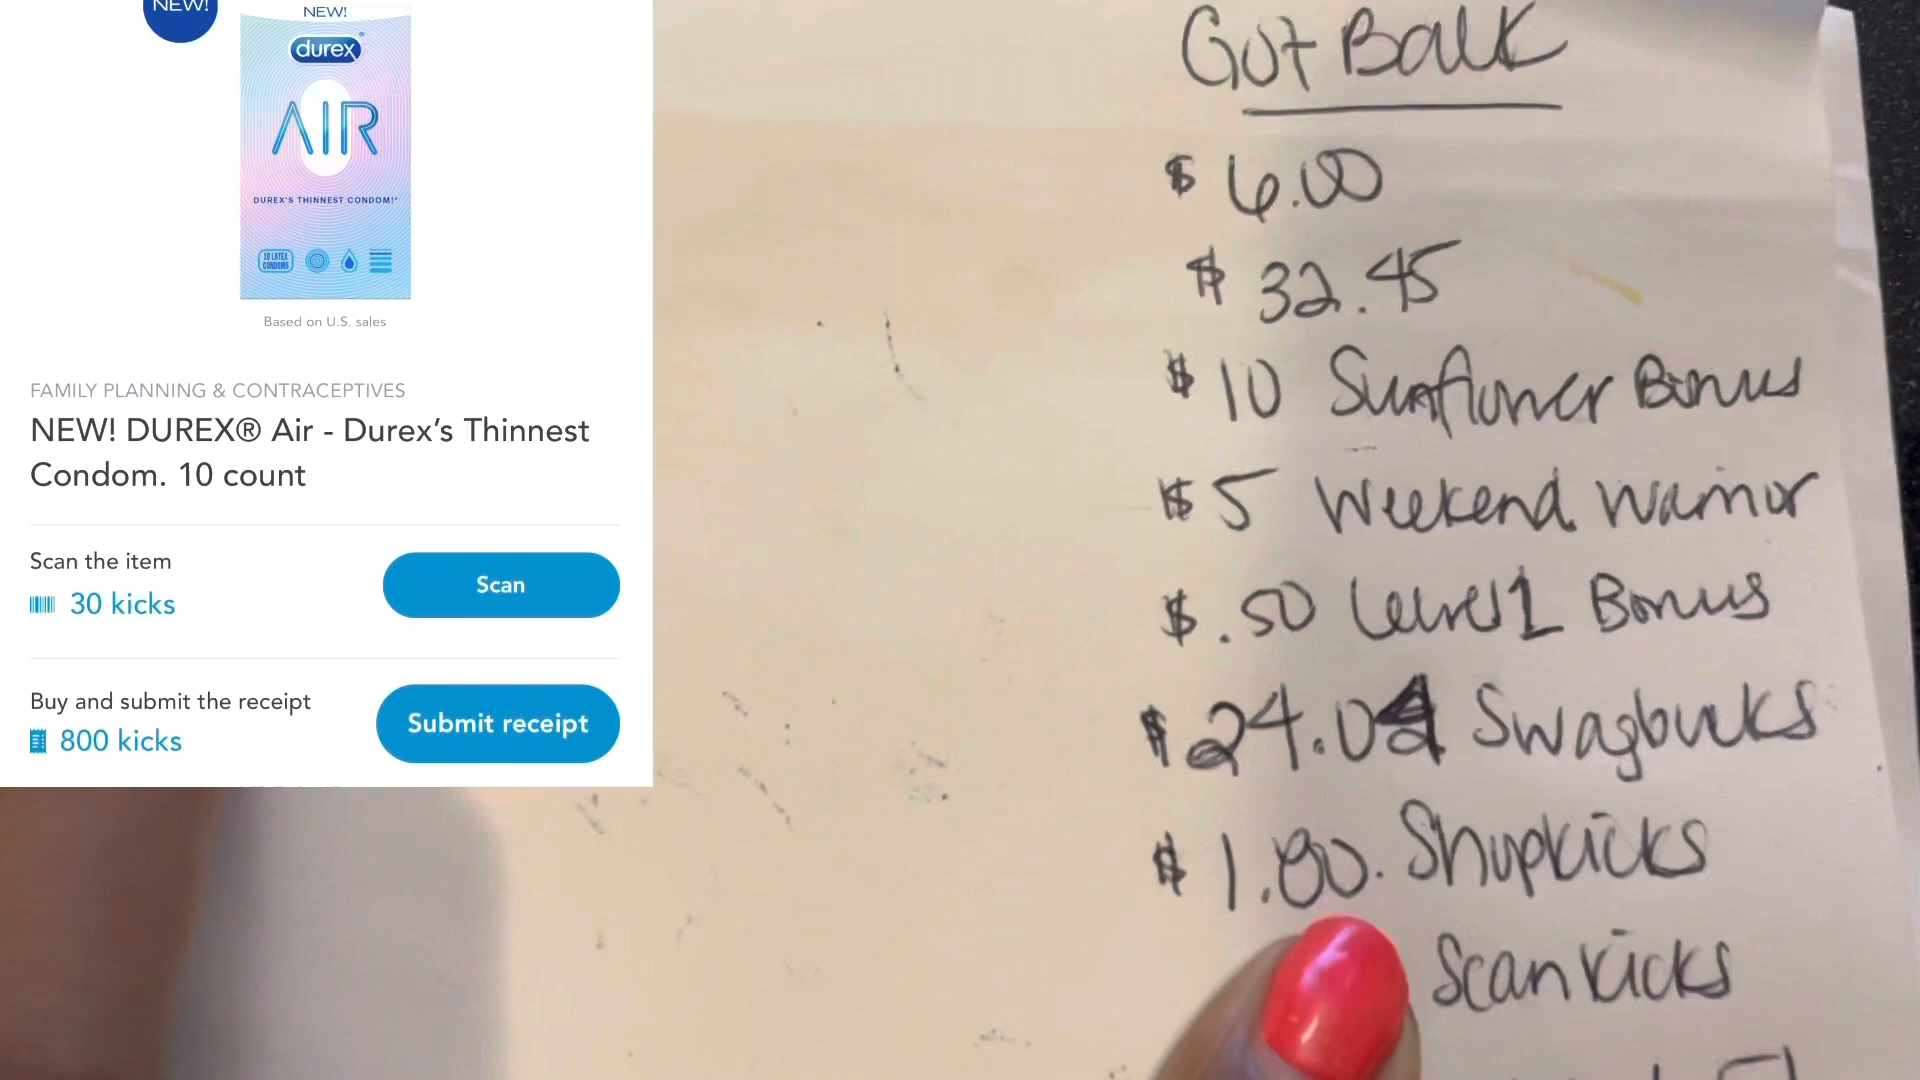 NEW!
NEW!
durex
AIR
DUREX'S THINNEST CONDOM!*
10 LATEX
CONDOMS
Based on U.S. sales
FAMILY PLANNING & CONTRACEPTIVES
NEW! DUREX® Air - Durex's Thinnest
Condom. 10 count
Scan the item
30 kicks
Scan
Buy and submit the receipt
800 kicks
Submit receipt
Got Back
$ 6.00
$ 32.45
$ 10 Sunflower Bonus
$ 5 Weekend Warrior
$ .50 Level 1 Bonus
Swagbucks
$ 1.80. Shopkicks
Scan Kicks